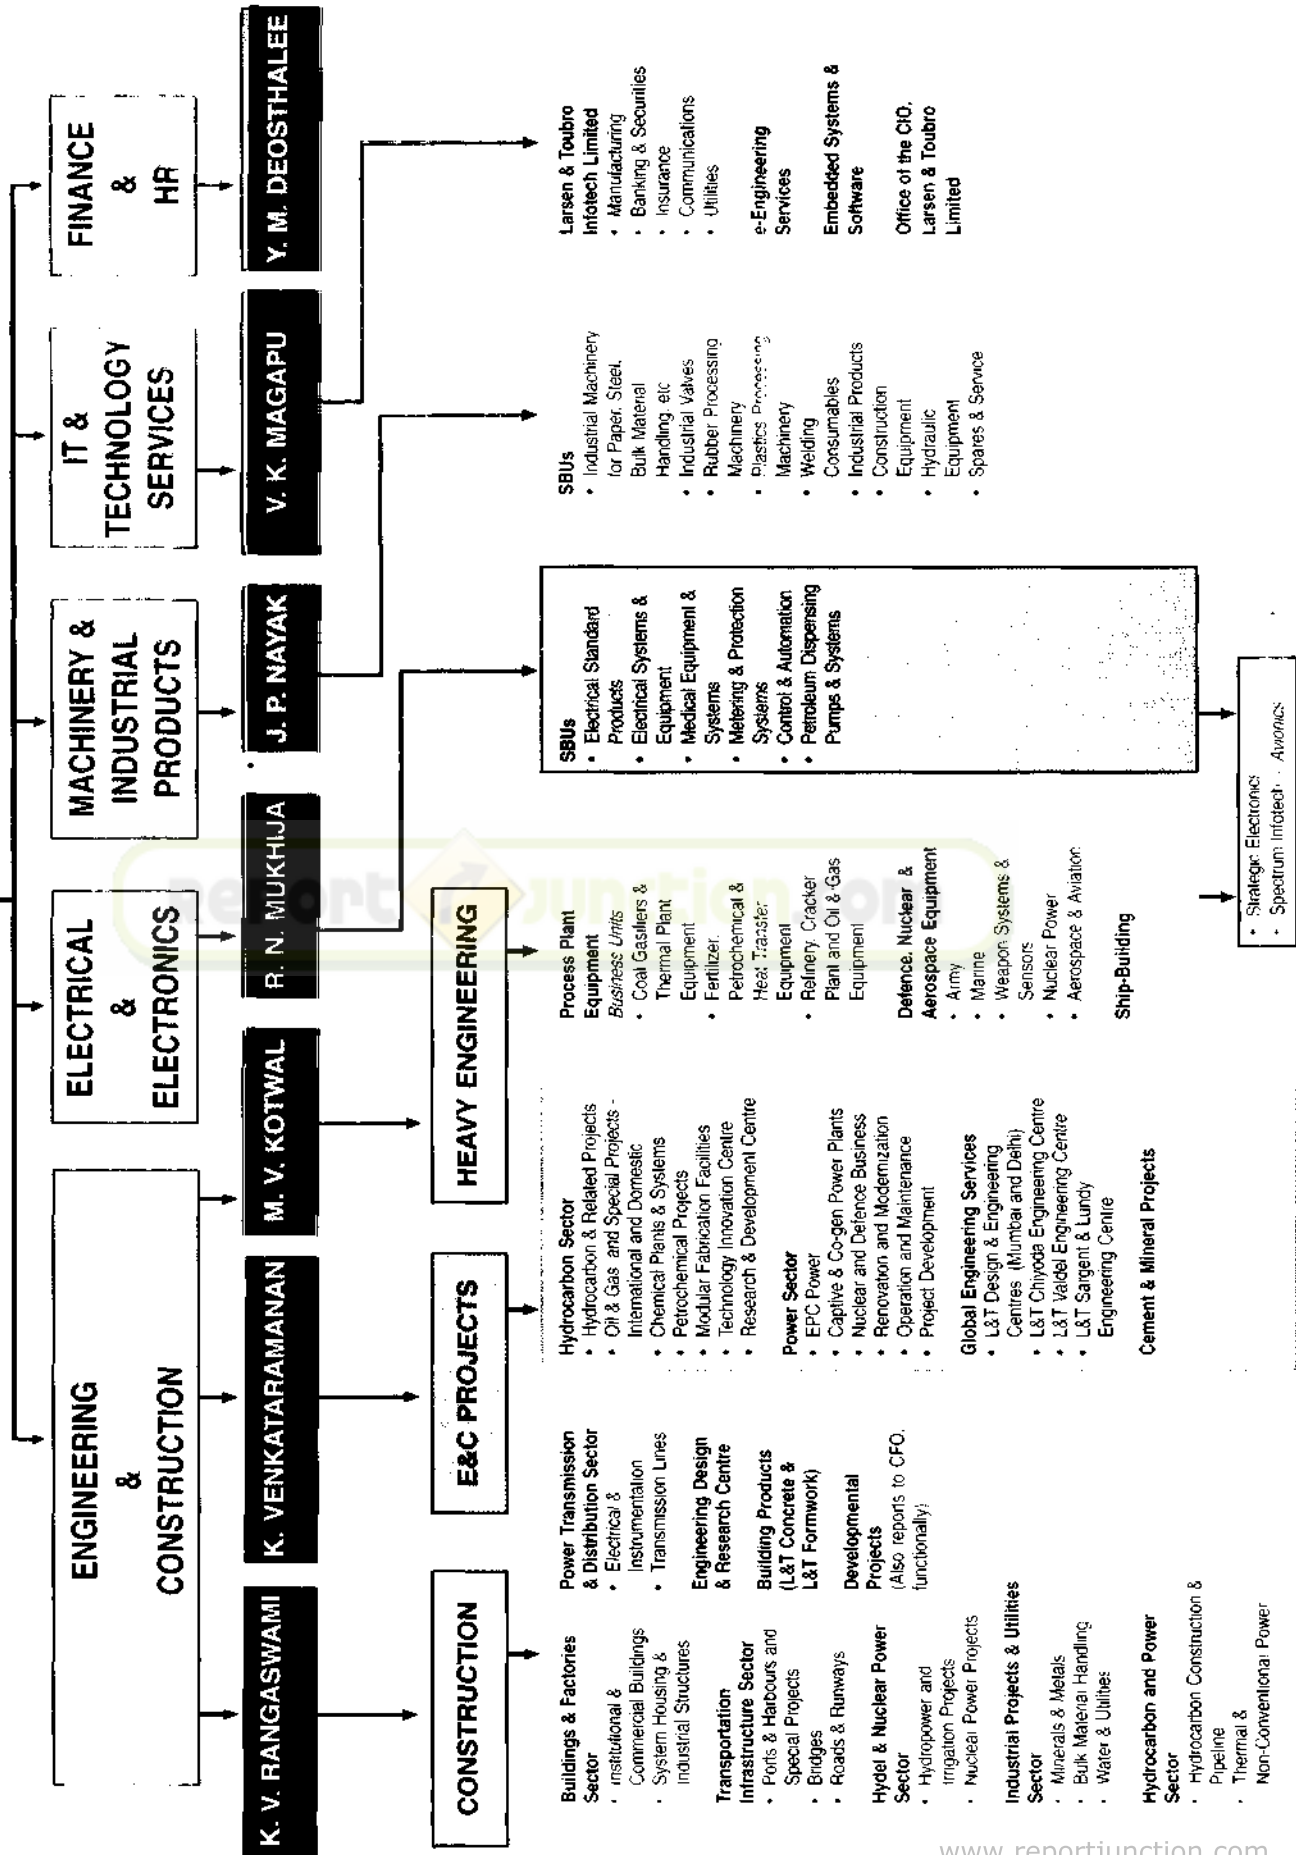 ENGINEERING
&
CONSTRUCTION
ELECTRICAL
&
ELECTRONICS
MACHINERY &
INDUSTRIAL
PRODUCTS
IT &
TECHNOLOGY
SERVICES
FINANCE
&
HR
K. V. RANGASWAMI
K. VENKATARAMANAN
M. V. KOTWAL
R. N. MUKHIJA
J. P. NAYAK
V. K. MAGAPU
Y. M. DEOSTHALEE
CONSTRUCTION
E&C PROJECTS
HEAVY ENGINEERING
Buildings & Factories
Sector
• Institutional &
Commercial Buildings
• System Housing &
Industrial Structures
Transportation
Infrastructure Sector
• Ports & Harbours and
Special Projects
• Bridges
• Roads & Runways
Hydel & Nuclear Power
Sector
• Hydropower and
Irrigation Projects
• Nuclear Power Projects
Industrial Projects & Utilities
Sector
• Minerals & Metals
• Bulk Material Handling
• Water & Utilities
Hydrocarbon and Power
Sector
• Hydrocarbon Construction &
Pipeline
• Thermal &
Non-Conventional Power
Power Transmission
& Distribution Sector
• Electrical &
Instrumentation
• Transmission Lines
Engineering Design
& Research Centre
Building Products
(L&T Concrete &
L&T Formwork)
Developmental
Projects
(Also reports to CFO,
functionally)
Hydrocarbon Sector
• Hydrocarbon & Related Projects
• Oil & Gas and Special Projects -
International and Domestic
• Chemical Plants & Systems
• Petrochemical Projects
• Modular Fabrication Facilities
• Technology Innovation Centre
• Research & Development Centre
Power Sector
• EPC Power
• Captive & Co-gen Power Plants
• Nuclear and Defence Business
• Renovation and Modernization
• Operation and Maintenance
• Project Development
Global Engineering Services
• L&T Design & Engineering
Centres (Mumbai and Delhi)
• L&T Chiyoda Engineering Centre
• L&T Valdel Engineering Centre
• L&T Sargent & Lundy
Engineering Centre
Cement & Mineral Projects
Process Plant
Equipment
Business Units
• Coal Gasifiers &
Thermal Plant
Equipment
• Fertilizer,
Petrochemical &
Heat Transfer
Equipment
• Refinery, Cracker
Plant and Oil & Gas
Equipment
Defence, Nuclear &
Aerospace Equipment
• Army
• Marine
• Weapon Systems &
Sensors
• Nuclear Power
• Aerospace & Aviation
Ship-Building
SBUs
• Electrical Standard
Products
• Electrical Systems &
Equipment
• Medical Equipment &
Systems
• Metering & Protection
Systems
• Control & Automation
• Petroleum Dispensing
Pumps & Systems
• Strategic Electronics
• Spectrum Infotech - Avionics
SBUs
• Industrial Machinery
for Paper, Steel,
Bulk Material
Handling, etc
• Industrial Valves
• Rubber Processing
Machinery
• Plastics Processing
Machinery
• Welding
Consumables
• Industrial Products
• Construction
Equipment
• Hydraulic
Equipment
• Spares & Service
Larsen & Toubro
Infotech Limited
• Manufacturing
• Banking & Securities
• Insurance
• Communications
• Utilities
e-Engineering
Services
Embedded Systems &
Software
Office of the CIO,
Larsen & Toubro
Limited
report junction.com
www.reportjunction.com